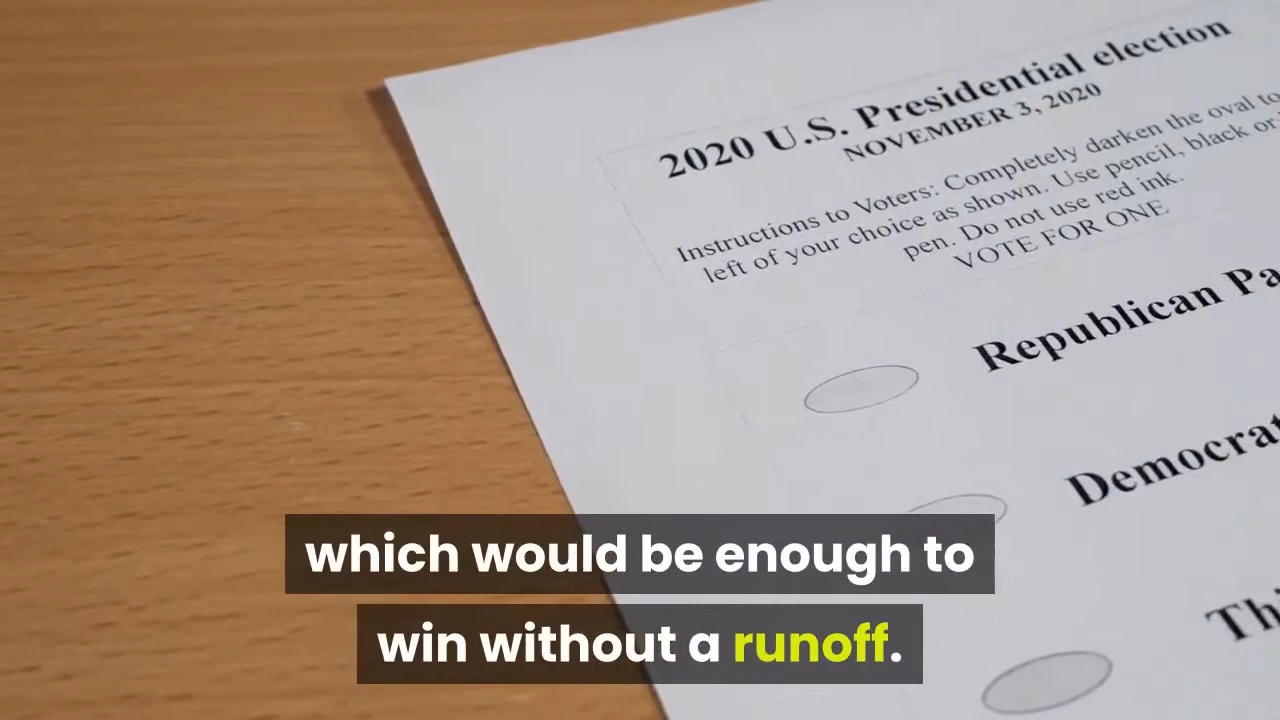 2020 U.S. Presidential election
NOVEMBER 3, 2020
Instructions to Voters: Completely darken the oval to
left of your choice as shown. Use pencil, black or
pen. Do not use red ink.
VOTE FOR ONE
Republican
Democrat
which would be enough to
win without a runoff.